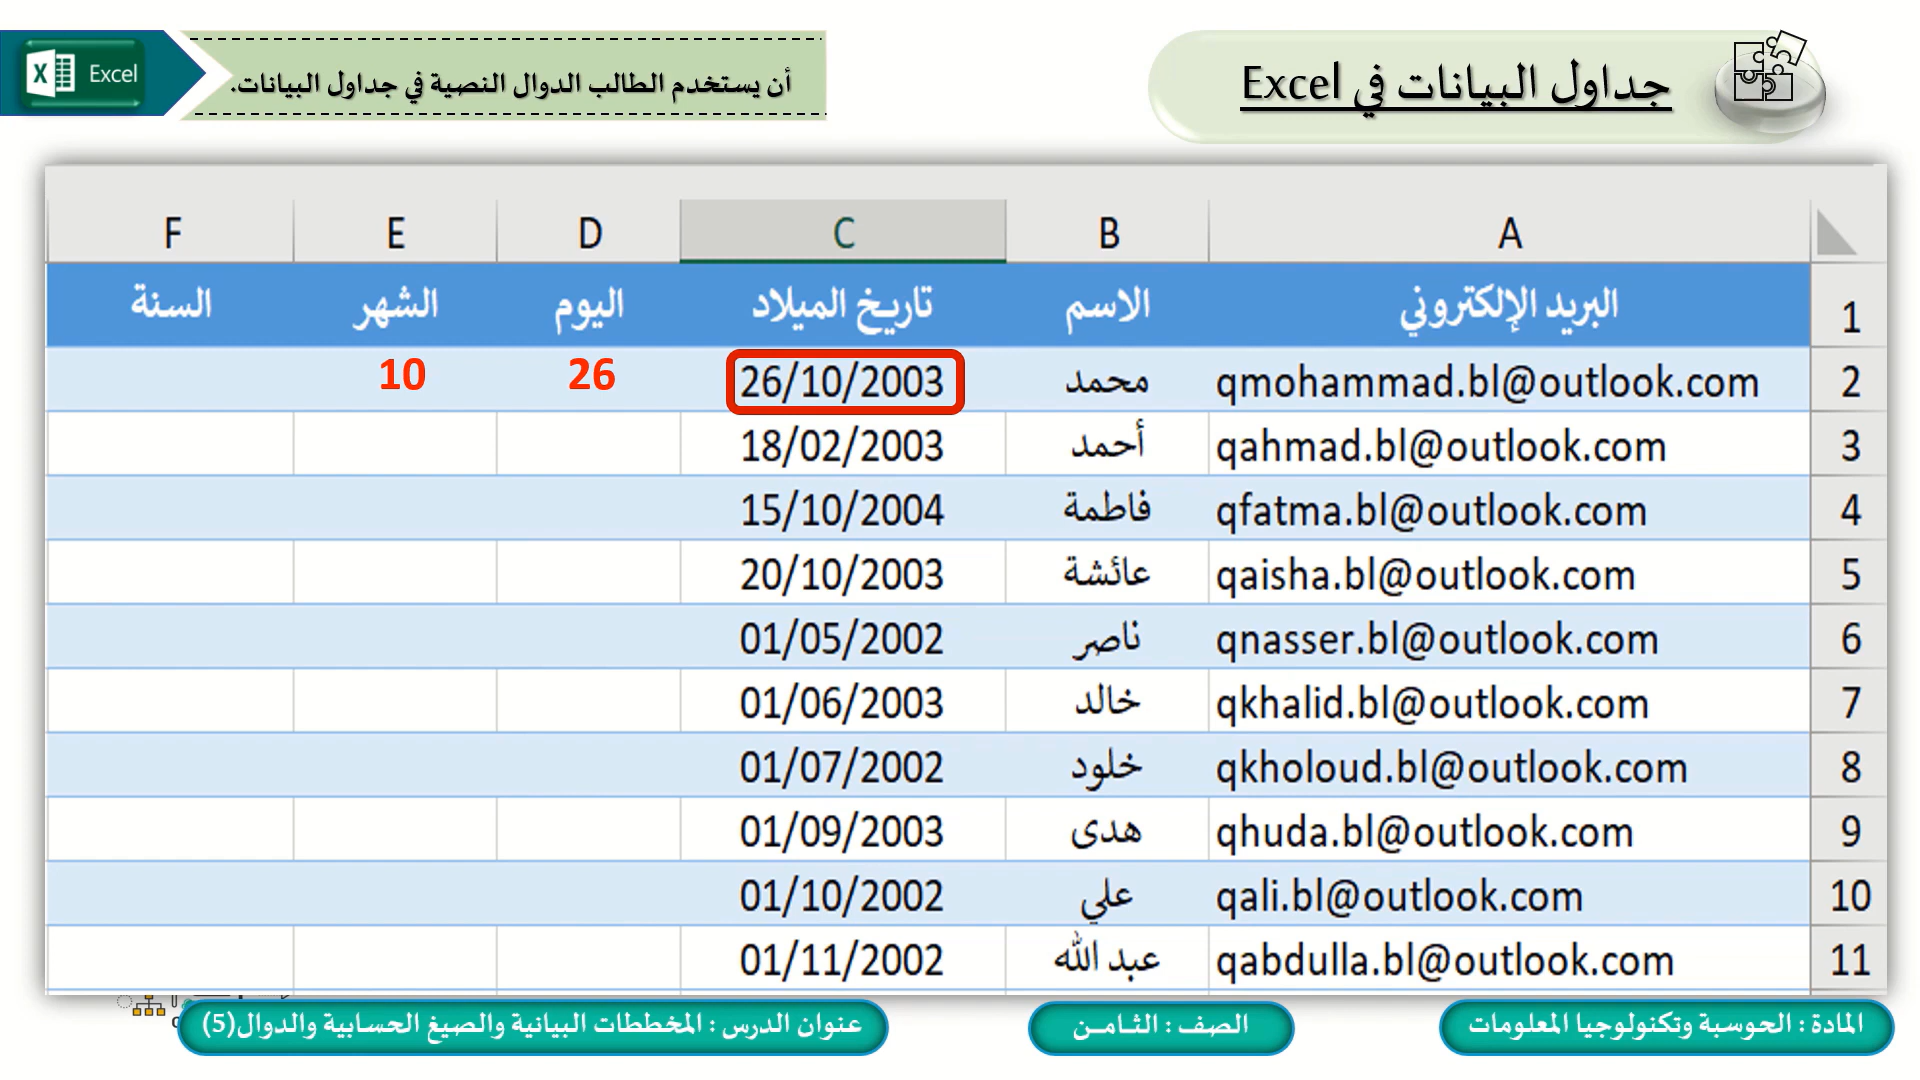 جداول البيانات في Excel
أن يستخدم الطالب الدوال النصية في جداول البيانات.
Excel
A B C D E F
1 البريد الإلكتروني الاسم تاريخ الميلاد اليوم الشهر السنة
2 qmohammad.bl@outlook.com محمد 26/10/2003 26 10
3 qahmad.bl@outlook.com أحمد 18/02/2003
4 qfatma.bl@outlook.com فاطمة 15/10/2004
5 qaisha.bl@outlook.com عائشة 20/10/2003
6 qnasser.bl@outlook.com ناصر 01/05/2002
7 qkhalid.bl@outlook.com خالد 01/06/2003
8 qkholoud.bl@outlook.com خلود 01/07/2002
9 qhuda.bl@outlook.com هدى 01/09/2003
10 qali.bl@outlook.com علي 01/10/2002
11 qabdulla.bl@outlook.com عبد الله 01/11/2002
المادة : الحوسبة وتكنولوجيا المعلومات
الصف : الثامن
عنوان الدرس : المخططات البيانية والصيغ الحسابية والدوال(5)